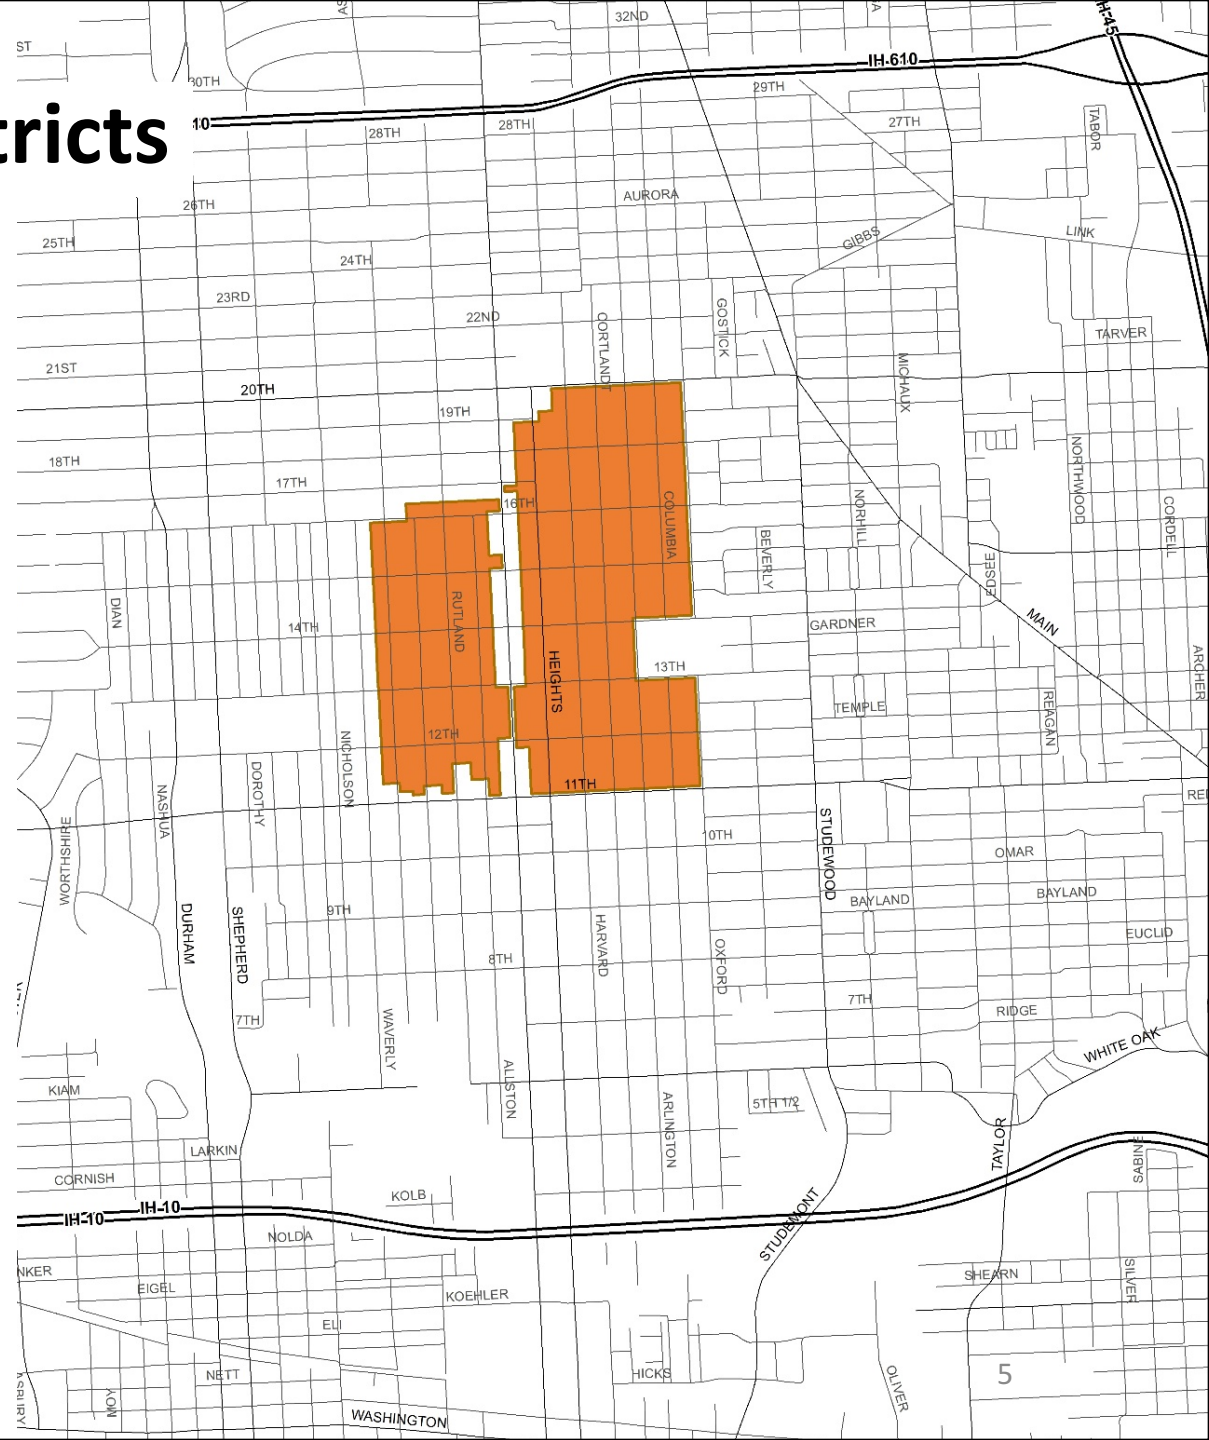 32ND
ST
IH-45
30TH
IH-610
29TH
tricts
10
28TH
28TH
27TH
TABOR
AURORA
26TH
25TH
GIBBS
LINK
24TH
23RD
22ND
CORTLANDT
GOSTICK
TARVER
21ST
MICHAUX
20TH
19TH
18TH
17TH
16TH
NORTHWOOD
COLUMBIA
NORHILL
CORDELL
BEVERLY
EDSEE
DIAN
RUTLAND
14TH
GARDNER
MAIN
HEIGHTS
13TH
ARCHER
TEMPLE
REAGAN
12TH
NICHOLSON
DOROTHY
NASHUA
11TH
WORTHSHIRE
STUDEWOOD
0TH
OMAR
BAYLAND
BAYLAND
9TH
DURHAM
SHEPHERD
HARVARD
EUCLID
8TH
OXFORD
7TH
7TH
RIDGE
WAVERLY
WHITE OAK
KIAM
ALLSTON
ARLINGTON
5TH 1/2
TAYLOR
LARKIN
SABINE
CORNISH
KOLB
IH-10
IH-10
STUDEMONT
NOLDA
NKER
EIGEL
KOEHLER
SHEARN
SILVER
ELI
NETT
HICKS
5
OLIVER
MOY
WASHINGTON